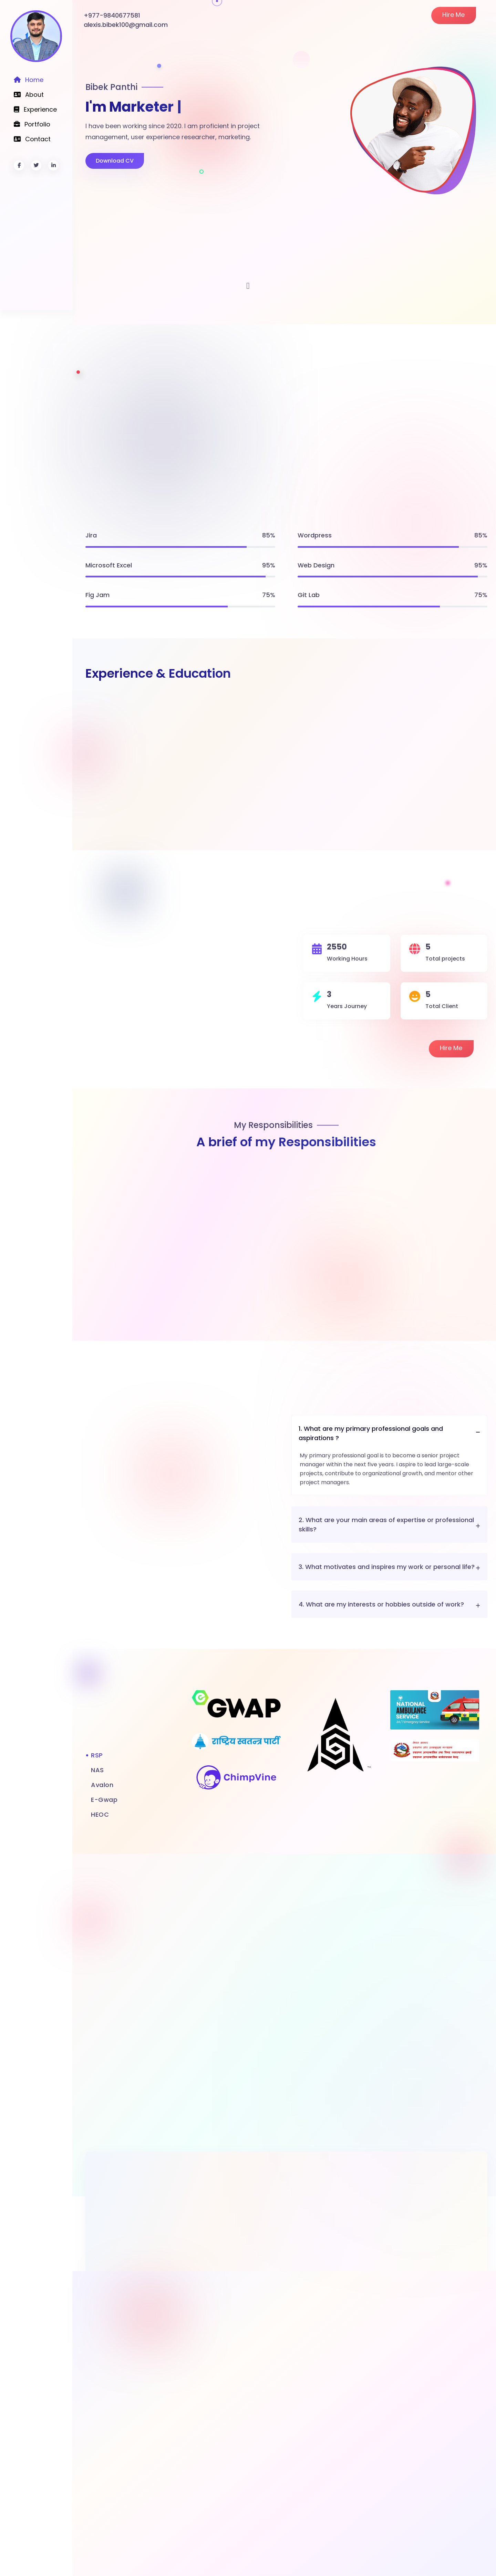 Home
About
Experience
Portfolio
Contact
+977-9840677581
alexis.bibek100@gmail.com
Hire Me
Bibek Panthi
I'm Marketer |
I have been working since 2020. I am proficient in project
management, user experience researcher, marketing.
Download CV
Jira 85%
Wordpress 85%
Microsoft Excel 95%
Web Design 95%
Fig Jam 75%
Git Lab 75%
Experience & Education
2550
Working Hours
5
Total projects
3
Years Journey
5
Total Client
Hire Me
My Responsibilities
A brief of my Responsibilities
1. What are my primary professional goals and
aspirations ?
My primary professional goal is to become a senior project
manager within the next five years. I aspire to lead large-scale
projects, contribute to organizational growth, and mentor other
project managers.
2. What are your main areas of expertise or professional
skills?
3. What motivates and inspires my work or personal life?
4. What are my interests or hobbies outside of work?
RSP
NAS
Avalon
E-Gwap
HEOC
GWAP
राष्ट्रिय स्वतन्त्र पार्टी
ChimpVine
NATIONAL
AMBULANCE
SERVICE